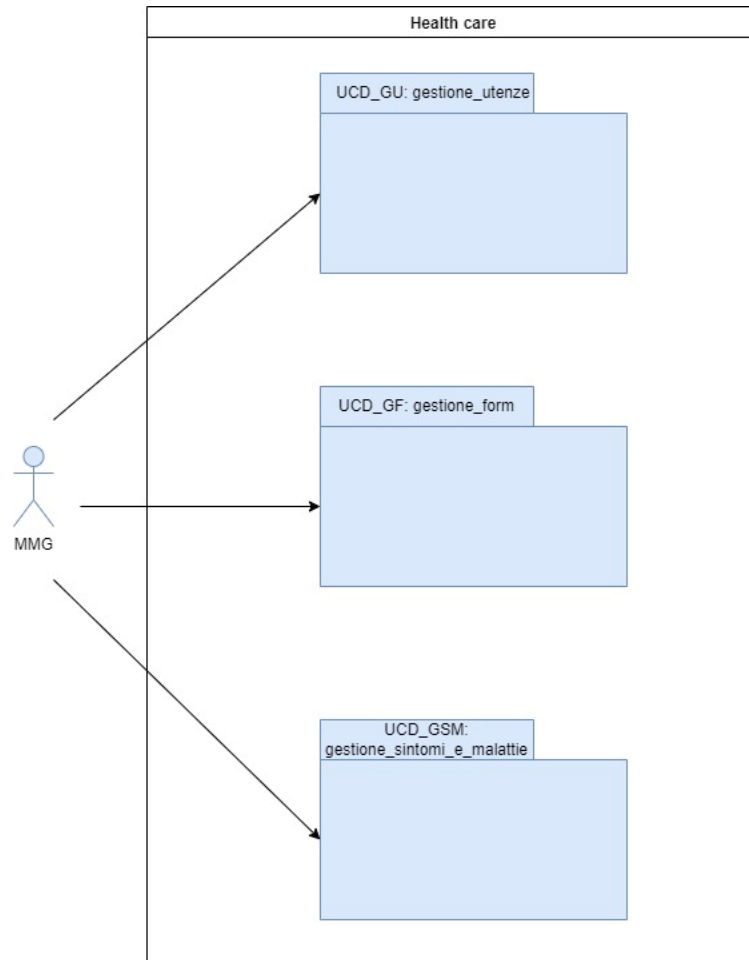 Health care
UCD_GU: gestione_utenze
UCD_GF: gestione_form
MMG
UCD_GSM:
gestione_sintomi_e_malattie